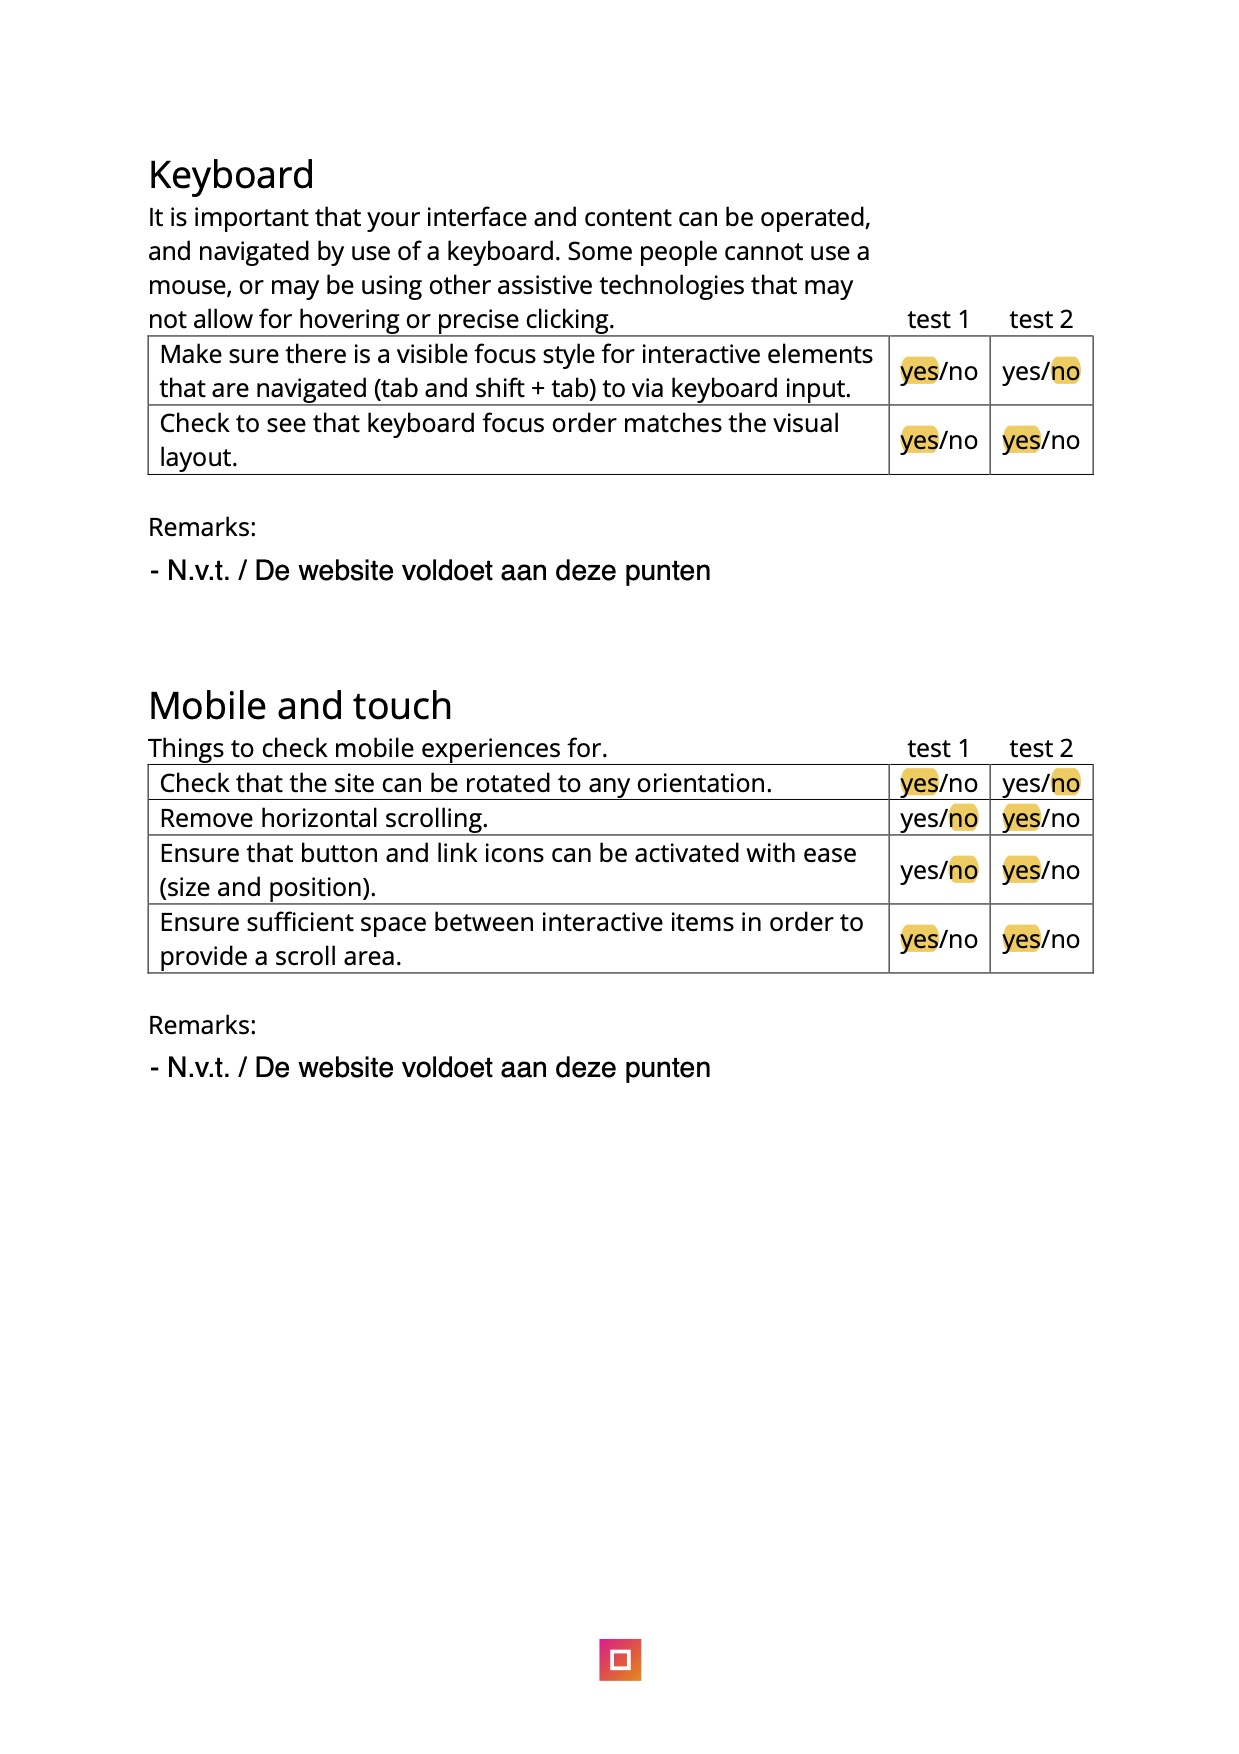 Keyboard
It is important that your interface and content can be operated,
and navigated by use of a keyboard. Some people cannot use a
mouse, or may be using other assistive technologies that may
not allow for hovering or precise clicking. test 1 test 2
Make sure there is a visible focus style for interactive elements
that are navigated (tab and shift + tab) to via keyboard input. yes/no yes/no
Check to see that keyboard focus order matches the visual
layout. yes/no yes/no
Remarks:
- N.v.t. / De website voldoet aan deze punten
Mobile and touch
Things to check mobile experiences for. test 1 test 2
Check that the site can be rotated to any orientation. yes/no yes/no
Remove horizontal scrolling. yes/no yes/no
Ensure that button and link icons can be activated with ease
(size and position). yes/no yes/no
Ensure sufficient space between interactive items in order to
provide a scroll area. yes/no yes/no
Remarks:
- N.v.t. / De website voldoet aan deze punten